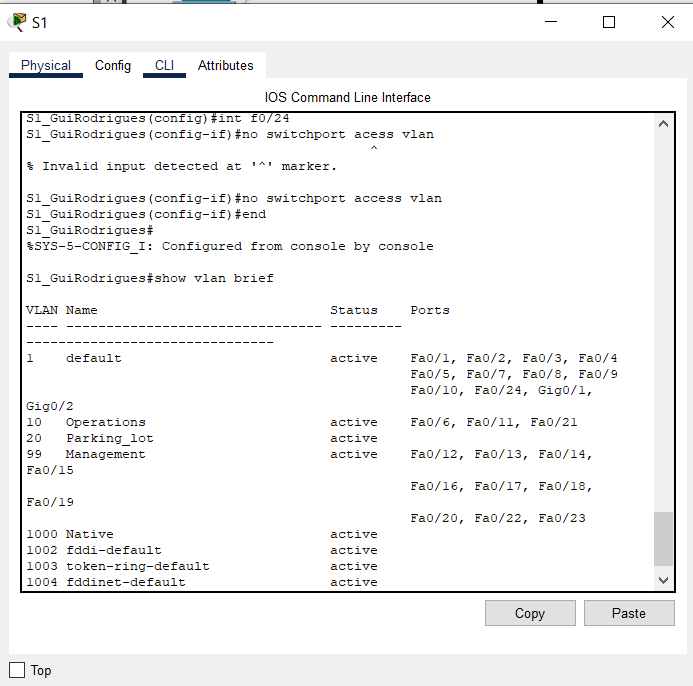 S1
Physical Config CLI Attributes
IOS Command Line Interface
S1_GuiRodrigues(config)#int f0/24
S1_GuiRodrigues(config-if)#no switchport acess vlan
^
% Invalid input detected at '^' marker.
S1_GuiRodrigues(config-if)#no switchport access vlan
S1_GuiRodrigues(config-if)#end
S1_GuiRodrigues#
%SYS-5-CONFIG_I: Configured from console by console
S1_GuiRodrigues#show vlan brief
VLAN Name Status Ports
---- -------------------------------- ---------
-------------------------------
1 default active Fa0/1, Fa0/2, Fa0/3, Fa0/4
Fa0/5, Fa0/7, Fa0/8, Fa0/9
Fa0/10, Fa0/24, Gig0/1,
Gig0/2
10 Operations active Fa0/6, Fa0/11, Fa0/21
20 Parking_lot active
99 Management active Fa0/12, Fa0/13, Fa0/14,
Fa0/15
Fa0/16, Fa0/17, Fa0/18,
Fa0/19
Fa0/20, Fa0/22, Fa0/23
1000 Native active
1002 fddi-default active
1003 token-ring-default active
1004 fddinet-default active
Copy Paste
Top